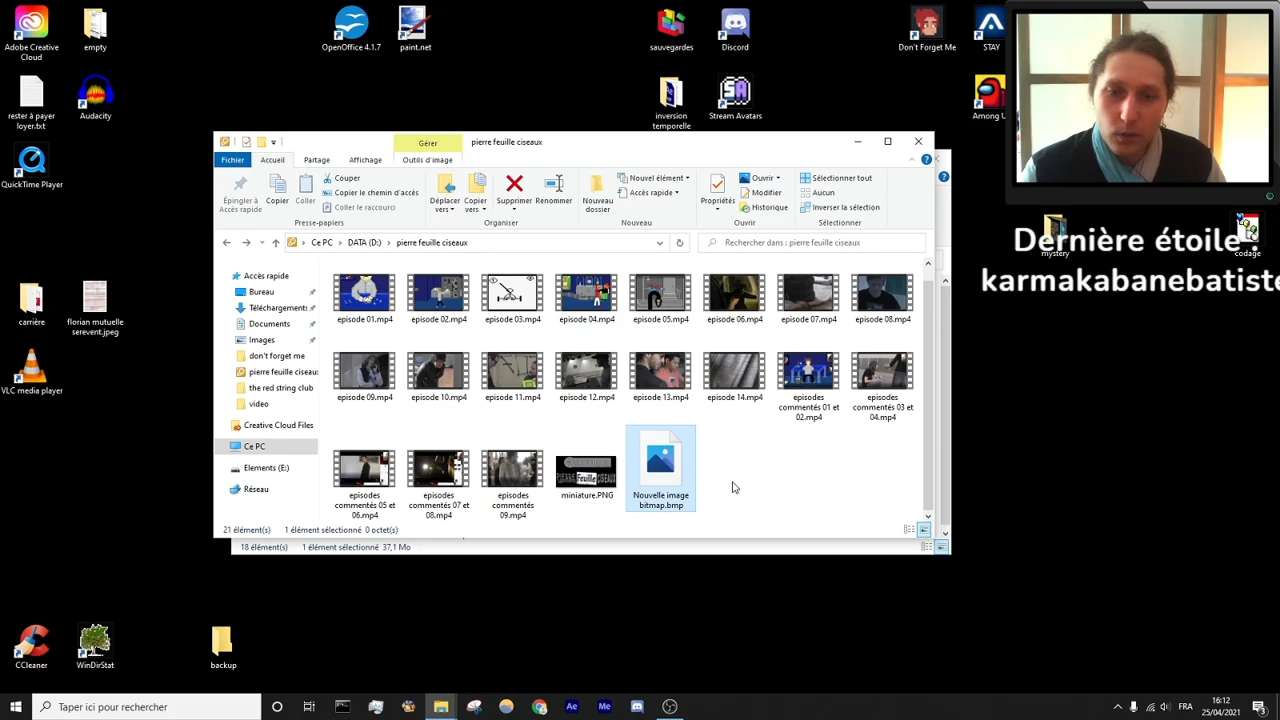 Adobe Creative
Cloud
empty
OpenOffice 4.1.7
paint.net
sauvegardes
Discord
Don't Forget Me
STAY
rester à payer
loyer.txt
Audacity
inversion
temporelle
Stream Avatars
Among U
QuickTime Player
Gérer
pierre feuille ciseaux
Fichier
Accueil
Partage
Affichage
Outils d'image
Épingler à
Accès rapide
Copier
Coller
Couper
Copier le chemin d'accès
Coller le raccourci
Déplacer
vers
Copier
vers
Supprimer
Renommer
Nouveau
dossier
Nouvel élément
Accès rapide
Propriétés
Ouvrir
Modifier
Historique
Sélectionner tout
Aucun
Inverser la sélection
Presse-papiers
Organiser
Nouveau
Ouvrir
Sélectionner
Ce PC
DATA (D:)
pierre feuille ciseaux
Rechercher dans : pierre feuille ciseaux
Dernière étoile :
karmakabanebatiste
mystery
codage
Accès rapide
Bureau
Téléchargements
Documents
Images
don't forget me
pierre feuille ciseau
the red string club
video
Creative Cloud Files
Ce PC
Elements (E:)
Réseau
episode 01.mp4
episode 02.mp4
episode 03.mp4
episode 04.mp4
episode 05.mp4
episode 06.mp4
episode 07.mp4
episode 08.mp4
episode 09.mp4
episode 10.mp4
episode 11.mp4
episode 12.mp4
episode 13.mp4
episode 14.mp4
episodes
commentés 01 et
02.mp4
episodes
commentés 03 et
04.mp4
episodes
commentés 05 et
06.mp4
episodes
commentés 07 et
08.mp4
episodes
commentés
09.mp4
PIERRE Feuille CISEAUX
miniature.PNG
Nouvelle image
bitmap.bmp
21 élément(s)
1 élément sélectionné 0 octet(s)
18 élément(s)
1 élément sélectionné 37,1 Mo
carrière
florian mutuelle
serevent.jpeg
VLC media player
CCleaner
WinDirStat
backup
Taper ici pour rechercher
Ae
Me
FRA
16:12
25/04/2021